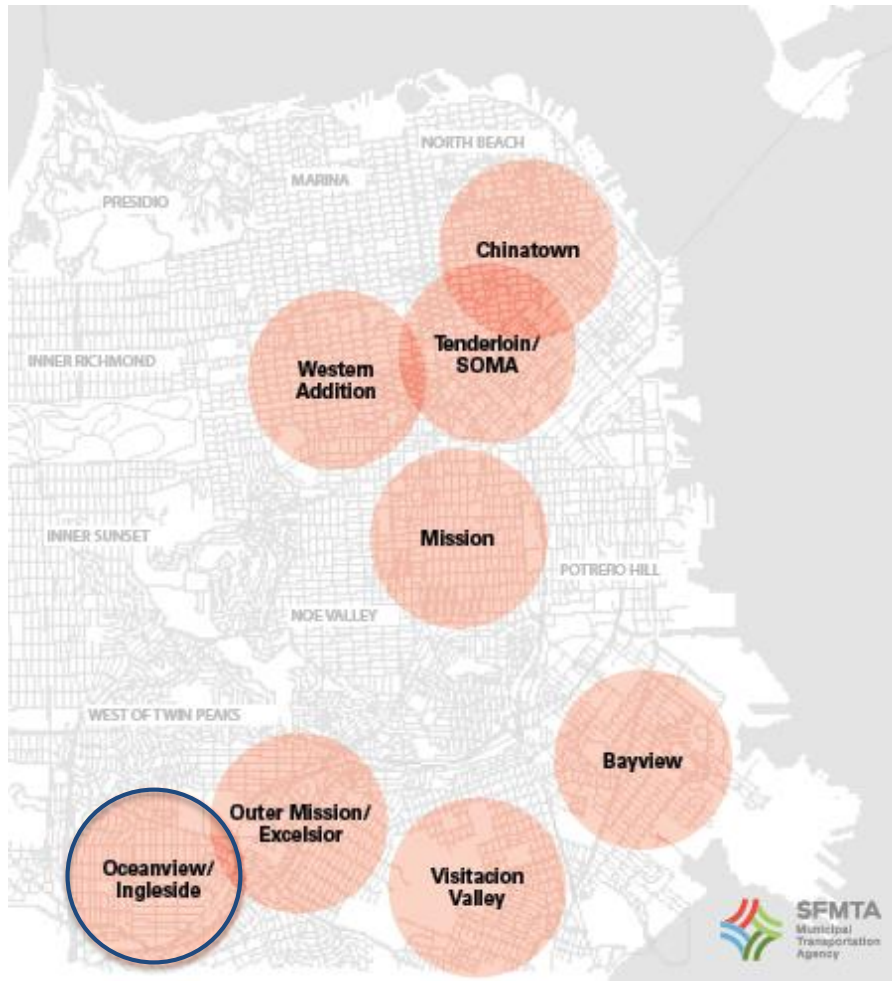 NORTH BEACH
MARINA
PRESIDIO
Chinatown
Tenderloin/
SOMA
INNER RICHMOND
Western
Addition
INNER SUNSET
Mission
POTRERO HILL
NOE VALLEY
WEST OF TWIN PEAKS
Bayview
Outer Mission/
Excelsior
Oceanview/
Ingleside
Visitacion
Valley
SFMTA
Municipal
Transportation
Agency